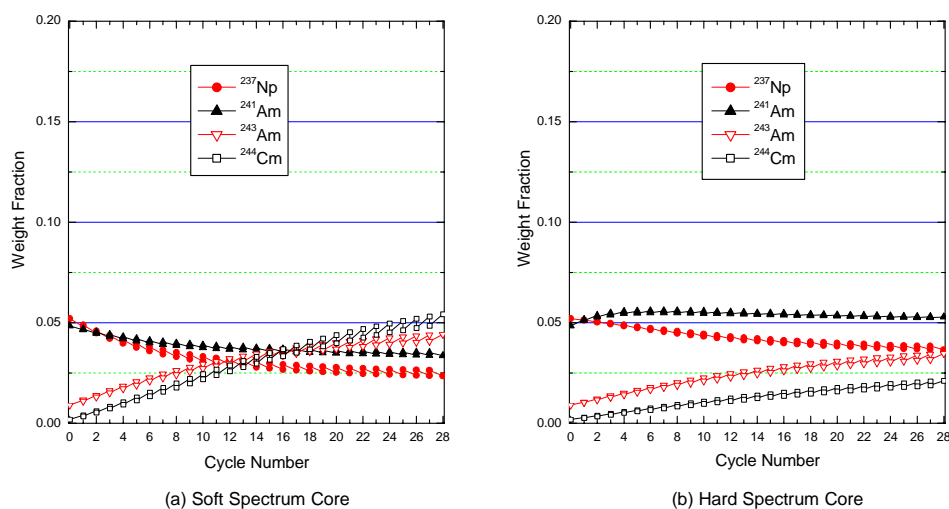 0.20
0.15
0.10
0.05
0.00
Weight Fraction
²³⁷Np
²⁴¹Am
²⁴³Am
²⁴⁴Cm
0 2 4 6 8 10 12 14 16 18 20 22 24 26 28
Cycle Number
(a) Soft Spectrum Core
0.20
0.15
0.10
0.05
0.00
Weight Fraction
²³⁷Np
²⁴¹Am
²⁴³Am
²⁴⁴Cm
0 2 4 6 8 10 12 14 16 18 20 22 24 26 28
Cycle Number
(b) Hard Spectrum Core